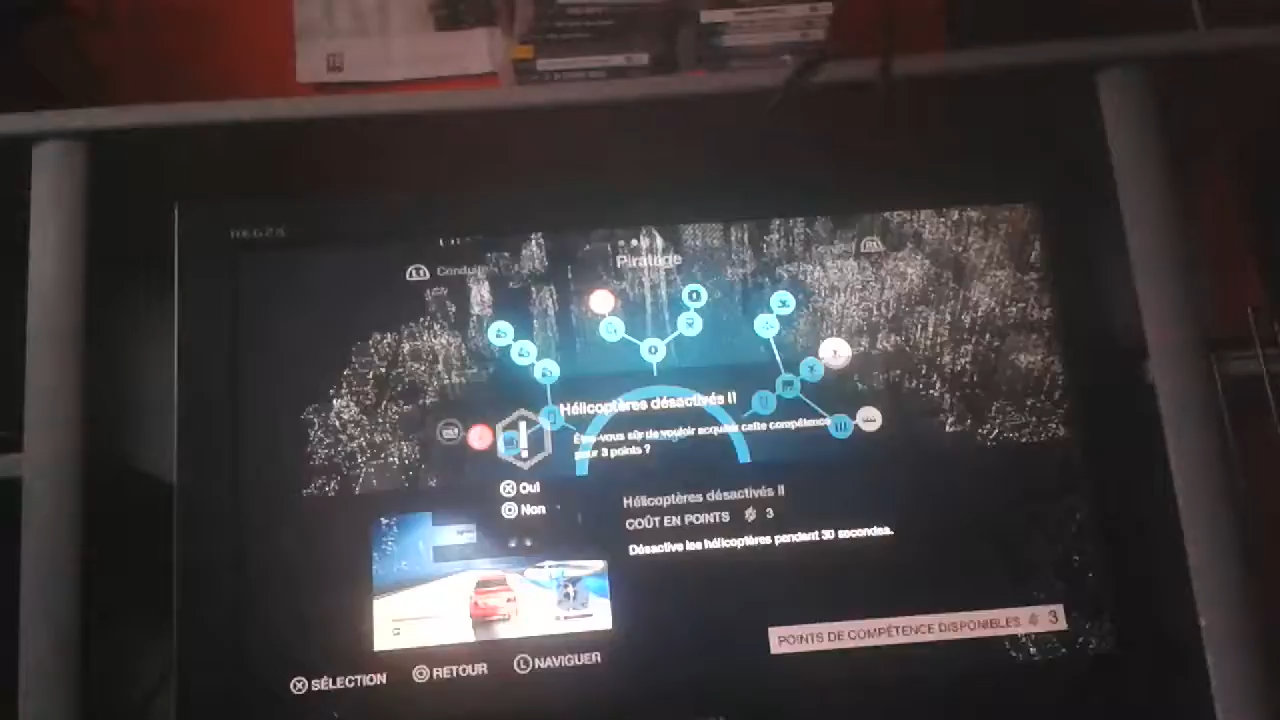 REGZA
Piratage
Hélicoptères désactivés II
Êtes-vous sûr de vouloir acquérir cette compétence
pour 3 points ?
Oui
Non
Hélicoptères désactivés II
COÛT EN POINTS 3
Désactive les hélicoptères pendant 30 secondes.
POINTS DE COMPÉTENCE DISPONIBLES 3
SÉLECTION RETOUR L NAVIGUER